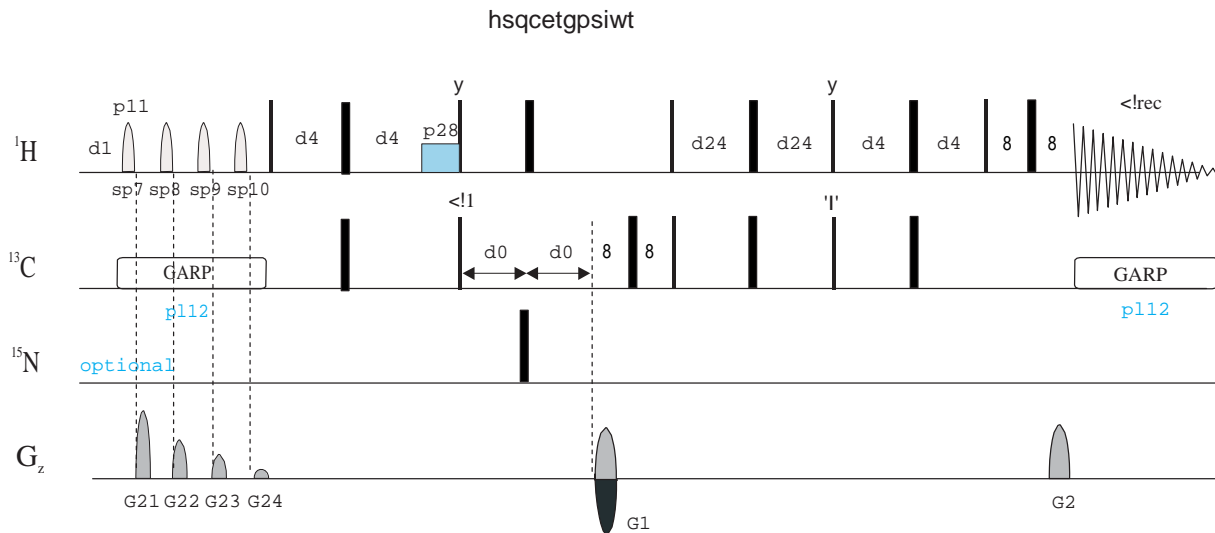 hsqcetgpsiwt
y y
p11 <!rec
d1 d4 d4 p28 d24 d24 d4 d4 8 8
1H
sp7 sp8 sp9 sp10
<!1 'I'
13C GARP d0 d0 8 8 GARP
pl12 pl12
15N
optional
Gz
G21 G22 G23 G24 G1 G2